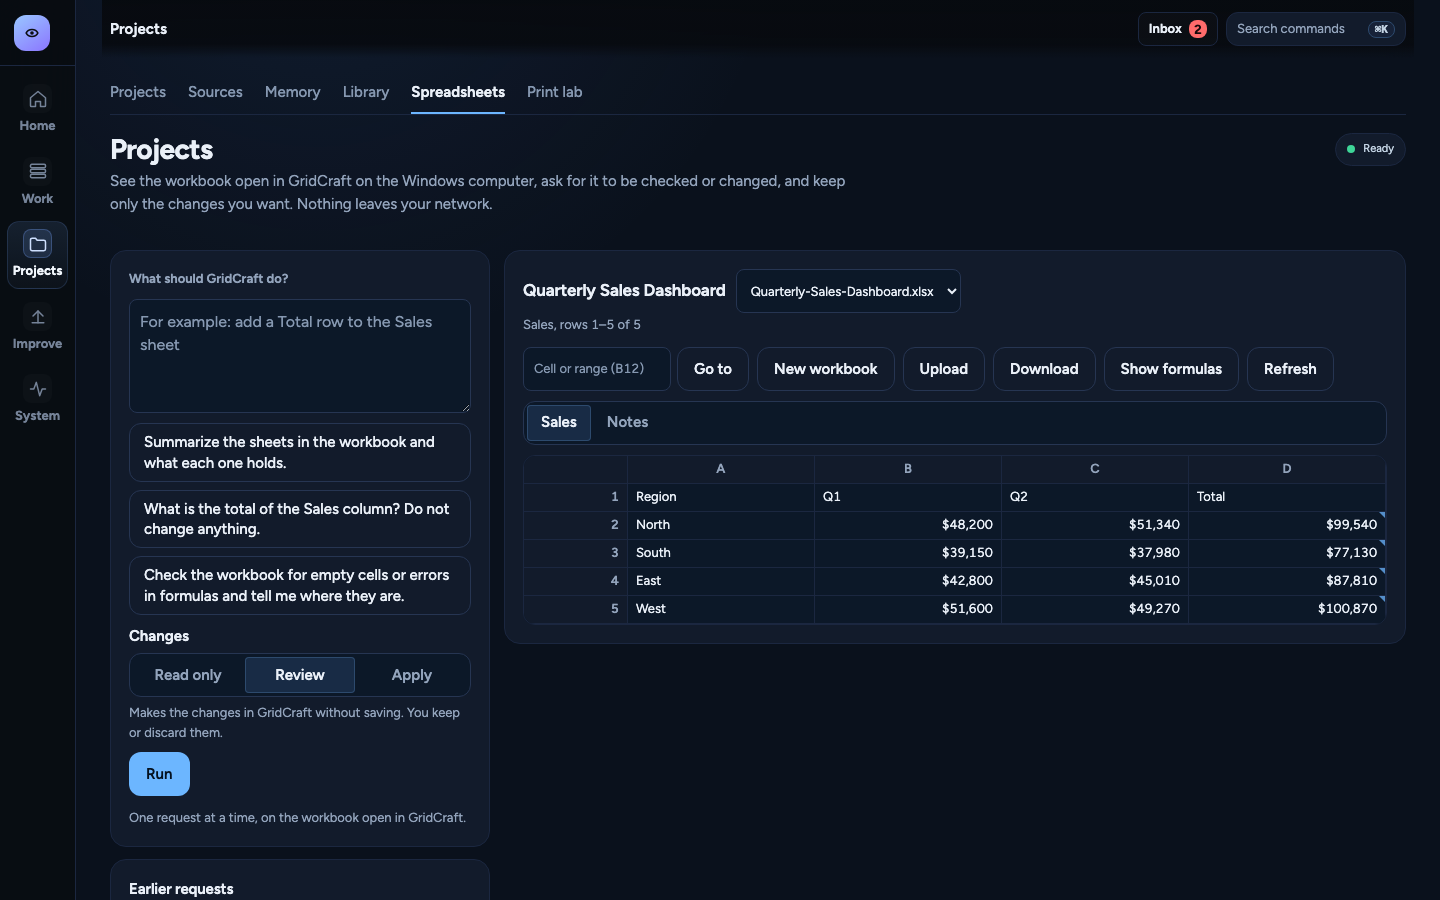 Projects
Inbox 2
Search commands ⌘K
Home
Work
Projects
Improve
System
Projects Sources Memory Library Spreadsheets Print lab
Projects
Ready
See the workbook open in GridCraft on the Windows computer, ask for it to be checked or changed, and keep
only the changes you want. Nothing leaves your network.
What should GridCraft do?
For example: add a Total row to the Sales
sheet
Summarize the sheets in the workbook and
what each one holds.
What is the total of the Sales column? Do not
change anything.
Check the workbook for empty cells or errors
in formulas and tell me where they are.
Changes
Read only Review Apply
Makes the changes in GridCraft without saving. You keep
or discard them.
Run
One request at a time, on the workbook open in GridCraft.
Earlier requests
Quarterly Sales Dashboard Quarterly-Sales-Dashboard.xlsx
Sales, rows 1–5 of 5
Cell or range (B12) Go to New workbook Upload Download Show formulas Refresh
Sales Notes
A B C D
1 Region Q1 Q2 Total
2 North $48,200 $51,340 $99,540
3 South $39,150 $37,980 $77,130
4 East $42,800 $45,010 $87,810
5 West $51,600 $49,270 $100,870